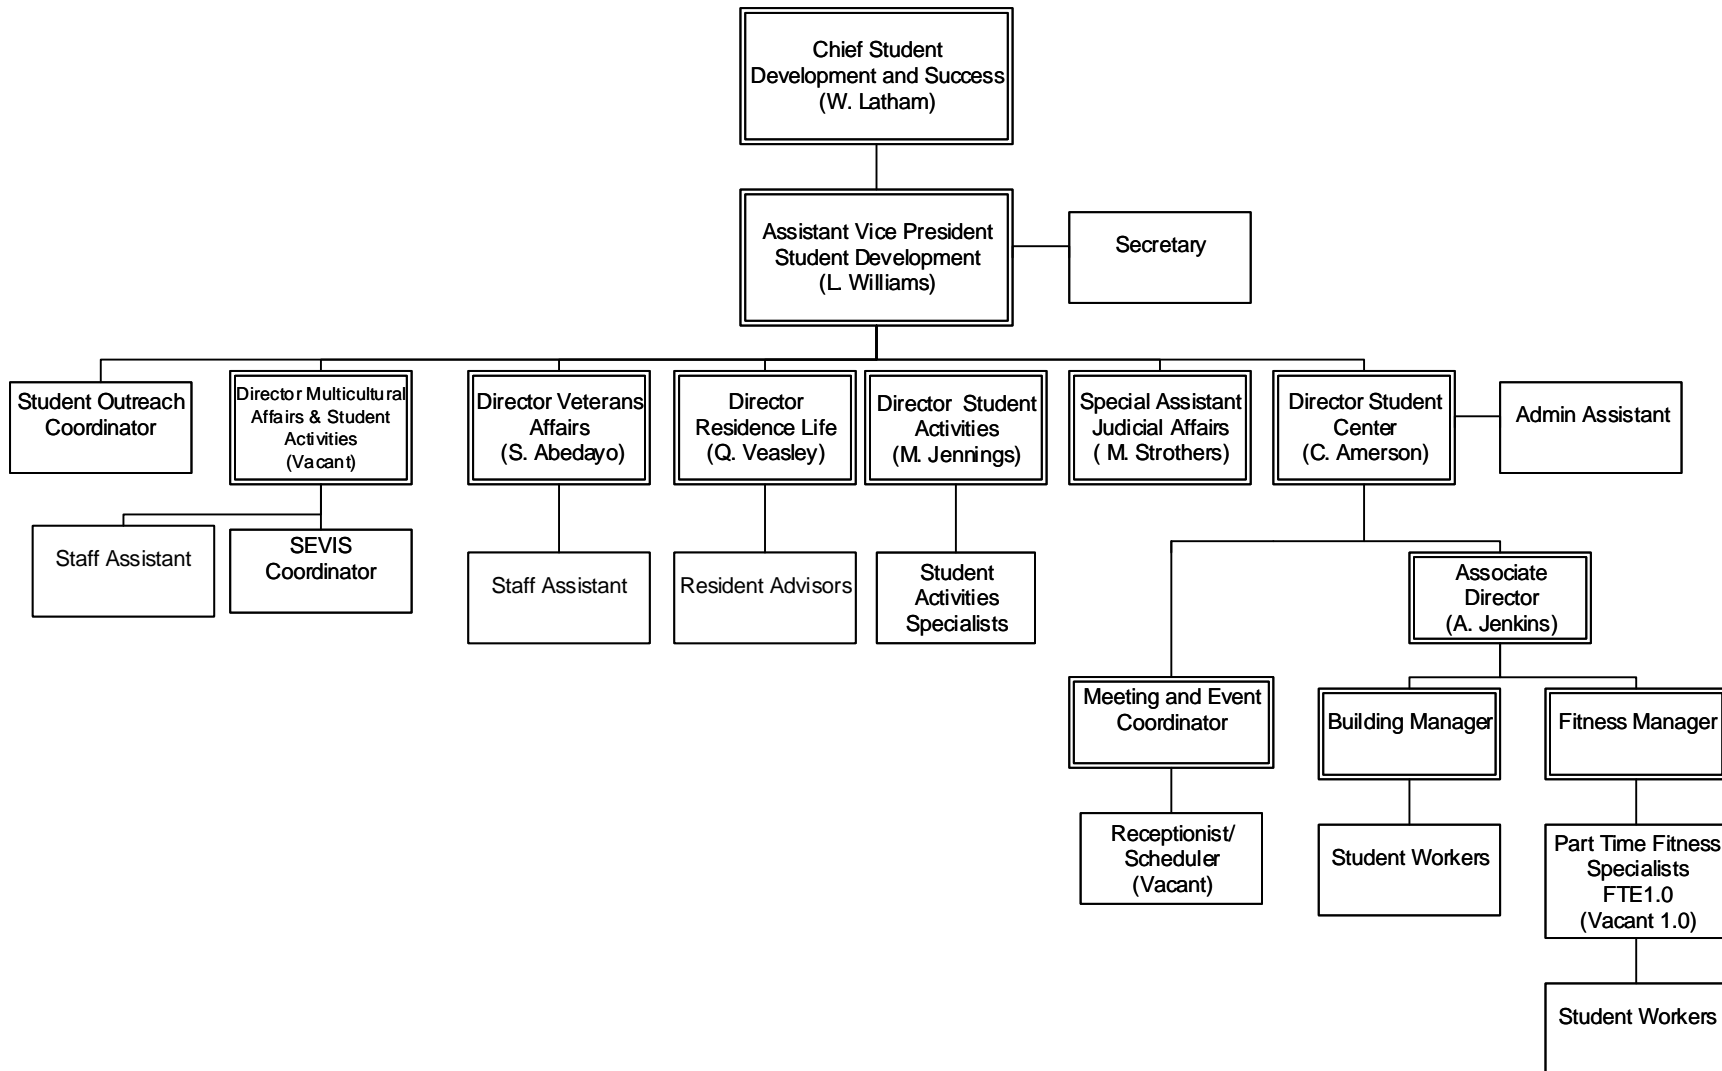 Chief Student
Development and Success
(W. Latham)
Assistant Vice President
Student Development
(L. Williams)
Secretary
Student Outreach
Coordinator
Director Multicultural
Affairs & Student
Activities
(Vacant)
Director Veterans
Affairs
(S. Abedayo)
Director
Residence Life
(Q. Veasley)
Director Student
Activities
(M. Jennings)
Special Assistant
Judicial Affairs
( M. Strothers)
Director Student
Center
(C. Amerson)
Admin Assistant
Staff Assistant
SEVIS
Coordinator
Staff Assistant
Resident Advisors
Student
Activities
Specialists
Associate
Director
(A. Jenkins)
Meeting and Event
Coordinator
Building Manager
Fitness Manager
Receptionist/
Scheduler
(Vacant)
Student Workers
Part Time Fitness
Specialists
FTE1.0
(Vacant 1.0)
Student Workers